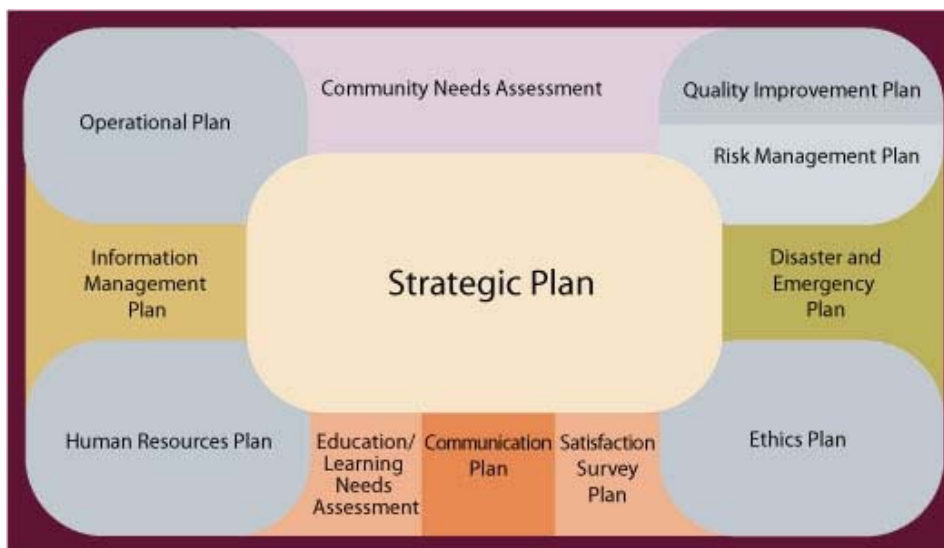 Community Needs Assessment
Quality Improvement Plan
Operational Plan
Risk Management Plan
Information
Management
Plan
Strategic Plan
Disaster and
Emergency
Plan
Human Resources Plan
Education/
Learning
Needs
Assessment
Communication
Plan
Satisfaction
Survey
Plan
Ethics Plan